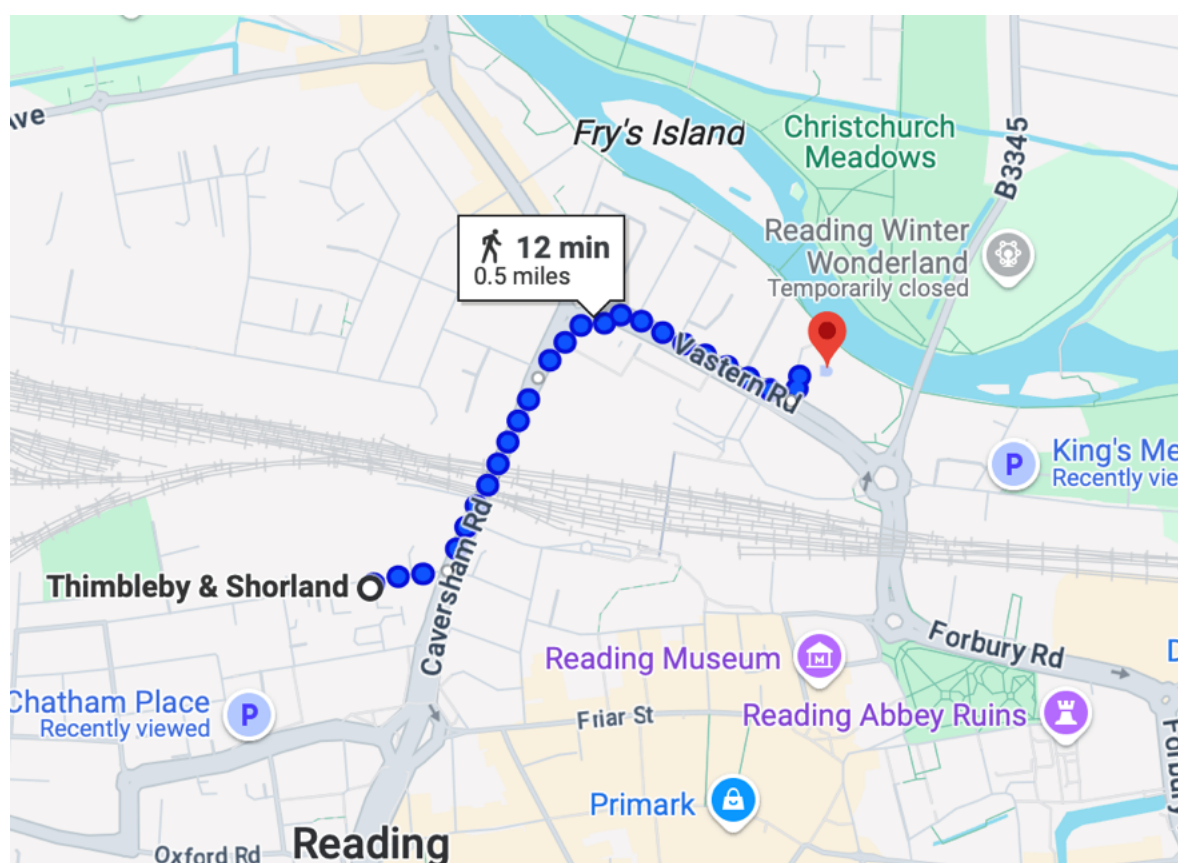 Ave
Fry's Island
Christchurch
Meadows
B3345
12 min
0.5 miles
Reading Winter
Wonderland
Temporarily closed
Vastern Rd
P
King's Me
Recently vie
Caversham Rd
Thimbleby & Shorland
Forbury Rd
Reading Museum
M
D
Chatham Place
Recently viewed
P
Friar St
Reading Abbey Ruins
Forbury
Primark
Reading
Oxford Rd